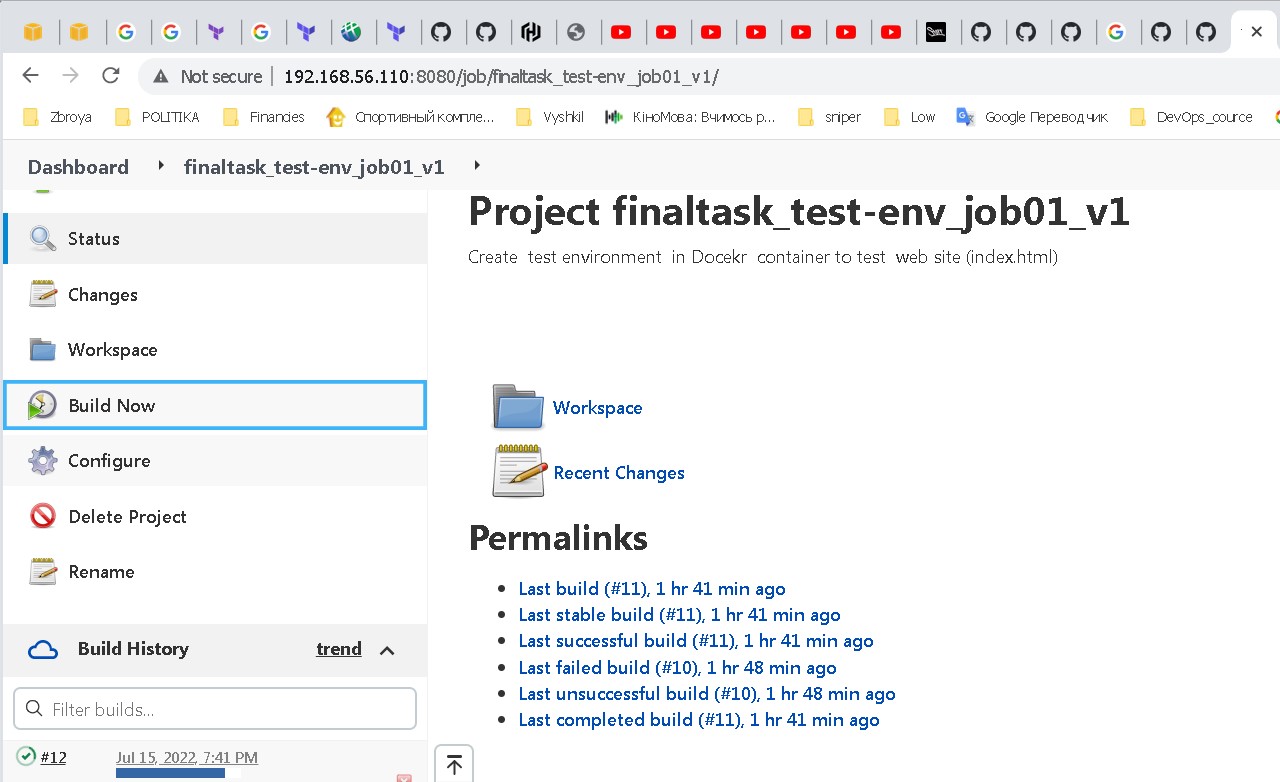 Not secure | 192.168.56.110:8080/job/finaltask_test-env_job01_v1/
Zbroya POLITIKA Financies Спортивный компле... Vyshkil КіноМова: Вчимось р... sniper Low Google Переводчик DevOps_cource
Dashboard finaltask_test-env_job01_v1
Status
Changes
Workspace
Build Now
Configure
Delete Project
Rename
Build History trend
Filter builds...
#12 Jul 15, 2022, 7:41 PM
Project finaltask_test-env_job01_v1
Create test environment in Docekr container to test web site (index.html)
Workspace
Recent Changes
Permalinks
Last build (#11), 1 hr 41 min ago
Last stable build (#11), 1 hr 41 min ago
Last successful build (#11), 1 hr 41 min ago
Last failed build (#10), 1 hr 48 min ago
Last unsuccessful build (#10), 1 hr 48 min ago
Last completed build (#11), 1 hr 41 min ago